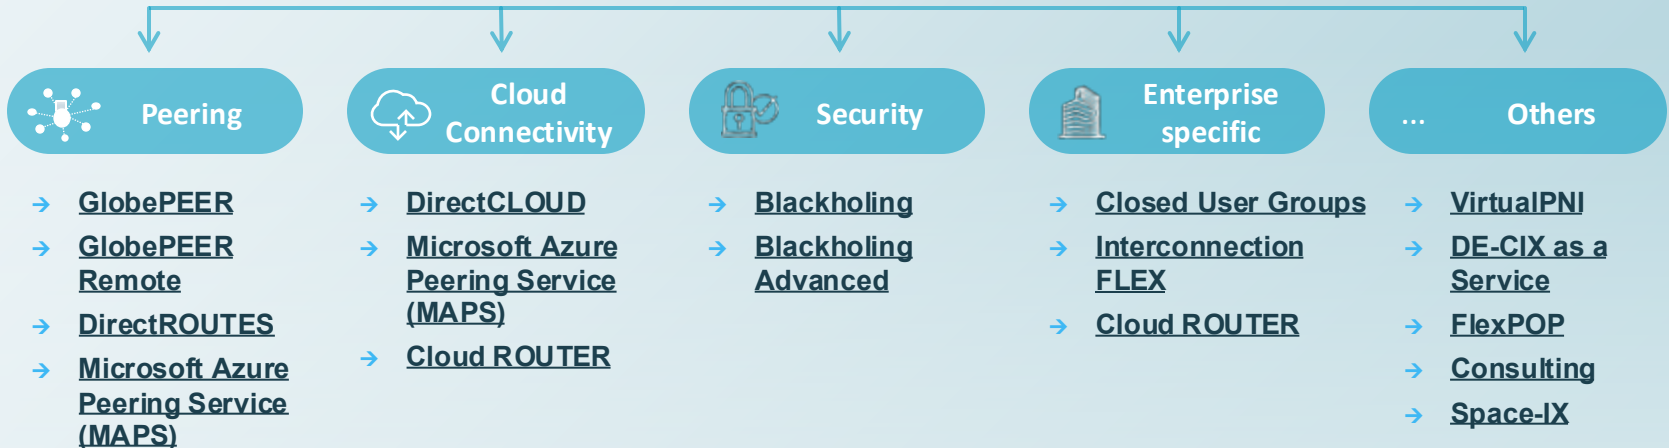 Peering
GlobePEER
GlobePEER
Remote
DirectROUTES
Microsoft Azure
Peering Service
(MAPS)
Cloud
Connectivity
DirectCLOUD
Microsoft Azure
Peering Service
(MAPS)
Cloud ROUTER
Security
Blackholing
Blackholing
Advanced
Enterprise
specific
Closed User Groups
Interconnection
FLEX
Cloud ROUTER
... Others
VirtualPNI
DE-CIX as a
Service
FlexPOP
Consulting
Space-IX